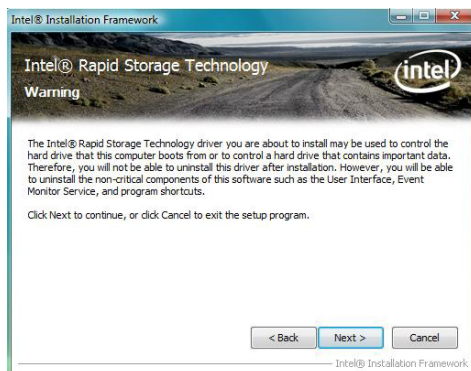 Intel® Installation Framework
Intel® Rapid Storage Technology
Warning
intel
The Intel® Rapid Storage Technology driver you are about to install may be used to control the
hard drive that this computer boots from or to control a hard drive that contains important data.
Therefore, you will not be able to uninstall this driver after installation. However, you will be able
to uninstall the non-critical components of this software such as the User Interface, Event
Monitor Service, and program shortcuts.
Click Next to continue, or click Cancel to exit the setup program.
< Back Next > Cancel
Intel® Installation Framework